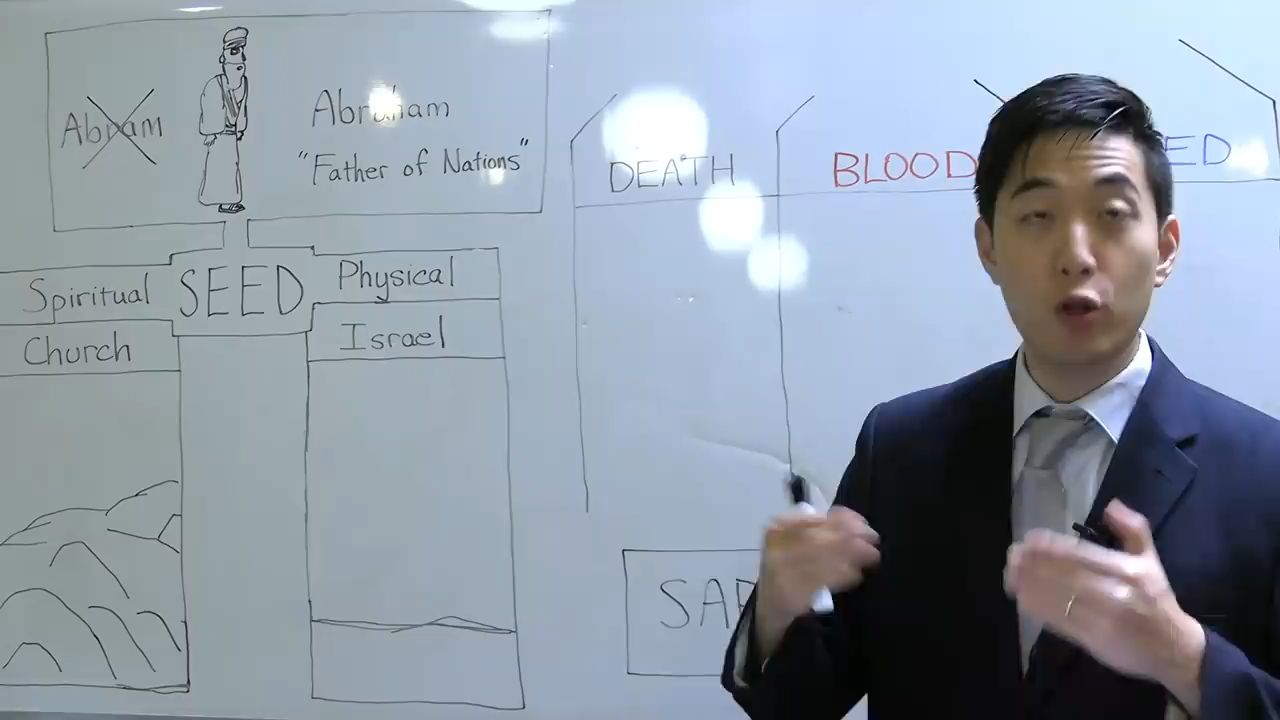 Abram
Abraham
"Father of Nations"
SEED
Spiritual
Church
Physical
Israel
DEATH
BLOOD